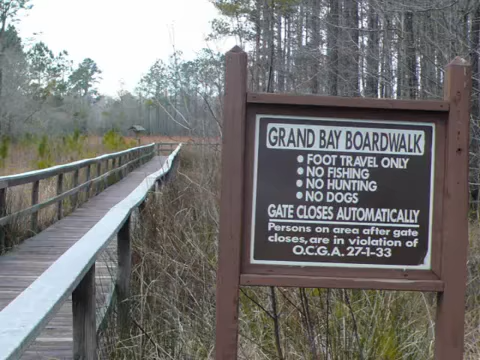 GRAND BAY BOARDWALK
● FOOT TRAVEL ONLY
● NO FISHING
● NO HUNTING
● NO DOGS
GATE CLOSES AUTOMATICALLY
Persons on area after gate
closes, are in violation of
O.C.G.A. 27-1-33